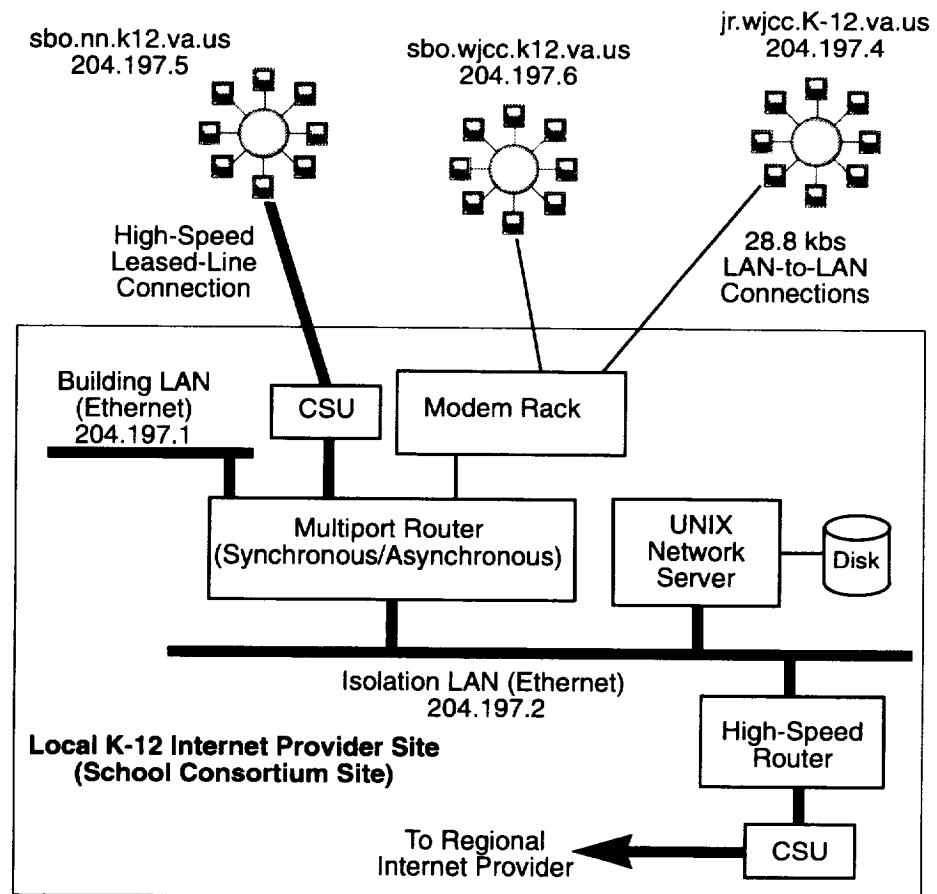 sbo.nn.k12.va.us
204.197.5
sbo.wjcc.k12.va.us
204.197.6
jr.wjcc.K-12.va.us
204.197.4
High-Speed
Leased-Line
Connection
28.8 kbs
LAN-to-LAN
Connections
Building LAN
(Ethernet)
204.197.1
CSU
Modem Rack
Multiport Router
(Synchronous/Asynchronous)
UNIX
Network
Server
Disk
Isolation LAN (Ethernet)
204.197.2
Local K-12 Internet Provider Site
(School Consortium Site)
High-Speed
Router
To Regional
Internet Provider
CSU